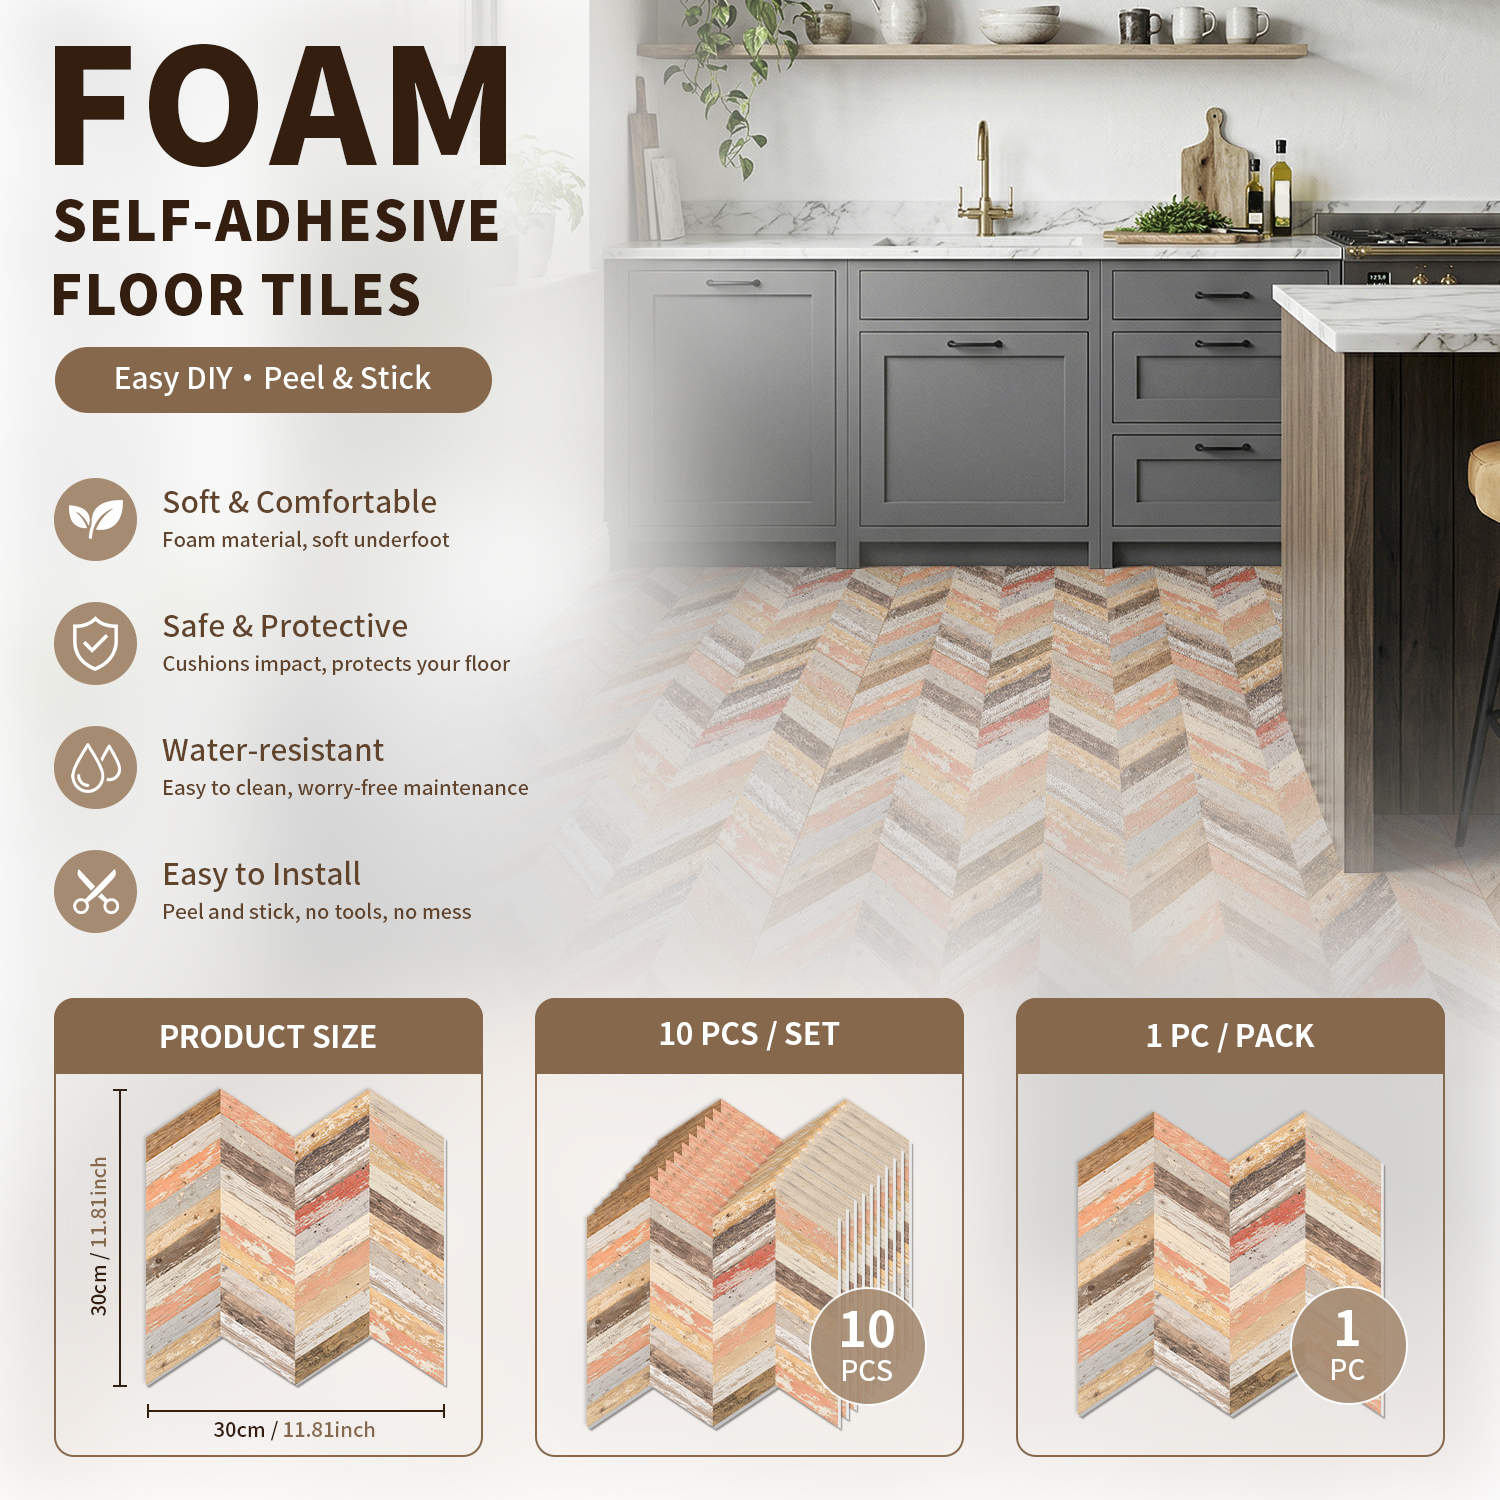 FOAM
SELF-ADHESIVE
FLOOR TILES
Easy DIY • Peel & Stick
Soft & Comfortable
Foam material, soft underfoot
Safe & Protective
Cushions impact, protects your floor
Water-resistant
Easy to clean, worry-free maintenance
Easy to Install
Peel and stick, no tools, no mess
PRODUCT SIZE
30cm / 11.81inch
30cm / 11.81inch
10 PCS / SET
10
PCS
1 PC / PACK
1
PC